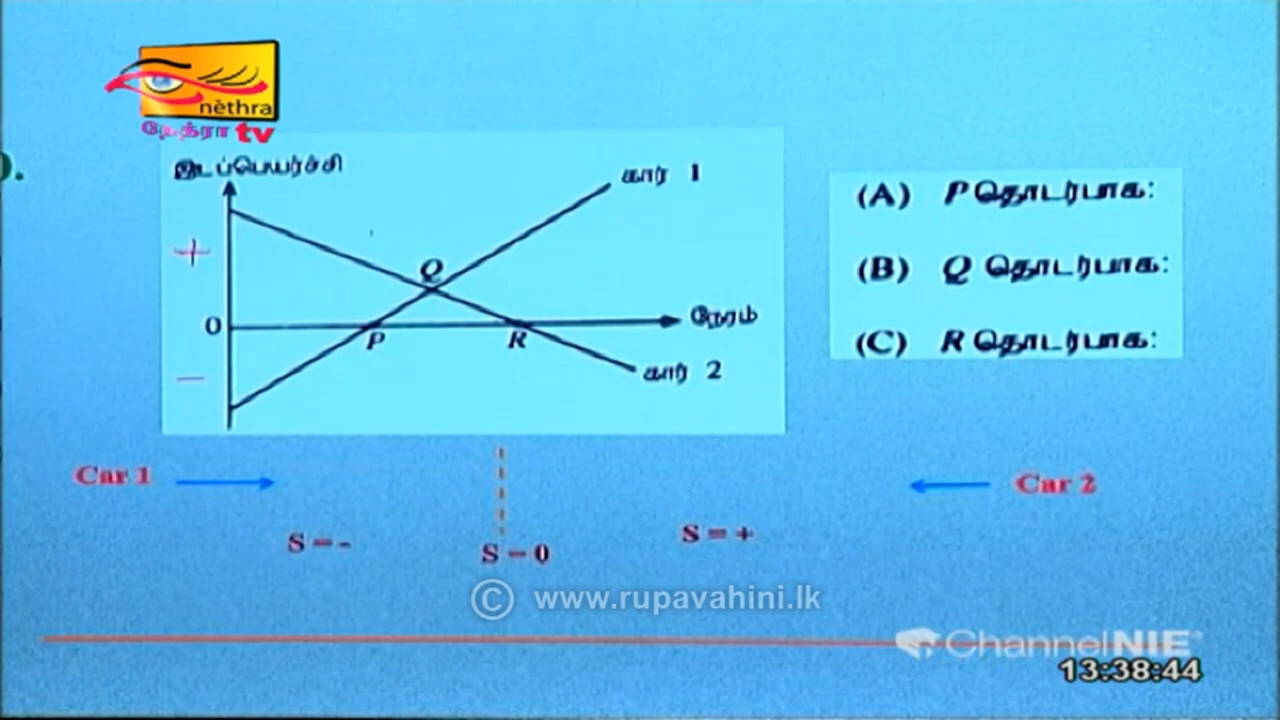 nèthra
நேத்ரா tv
இடப்பெயர்ச்சி
கார் 1
+
Q
0
P
R
நேரம்
கார் 2
−
(A) P தொடர்பாக:
(B) Q தொடர்பாக:
(C) R தொடர்பாக:
Car 1
Car 2
S = -
S = 0
S = +
© www.rupavahini.lk
ChannelNIE
13:38:44